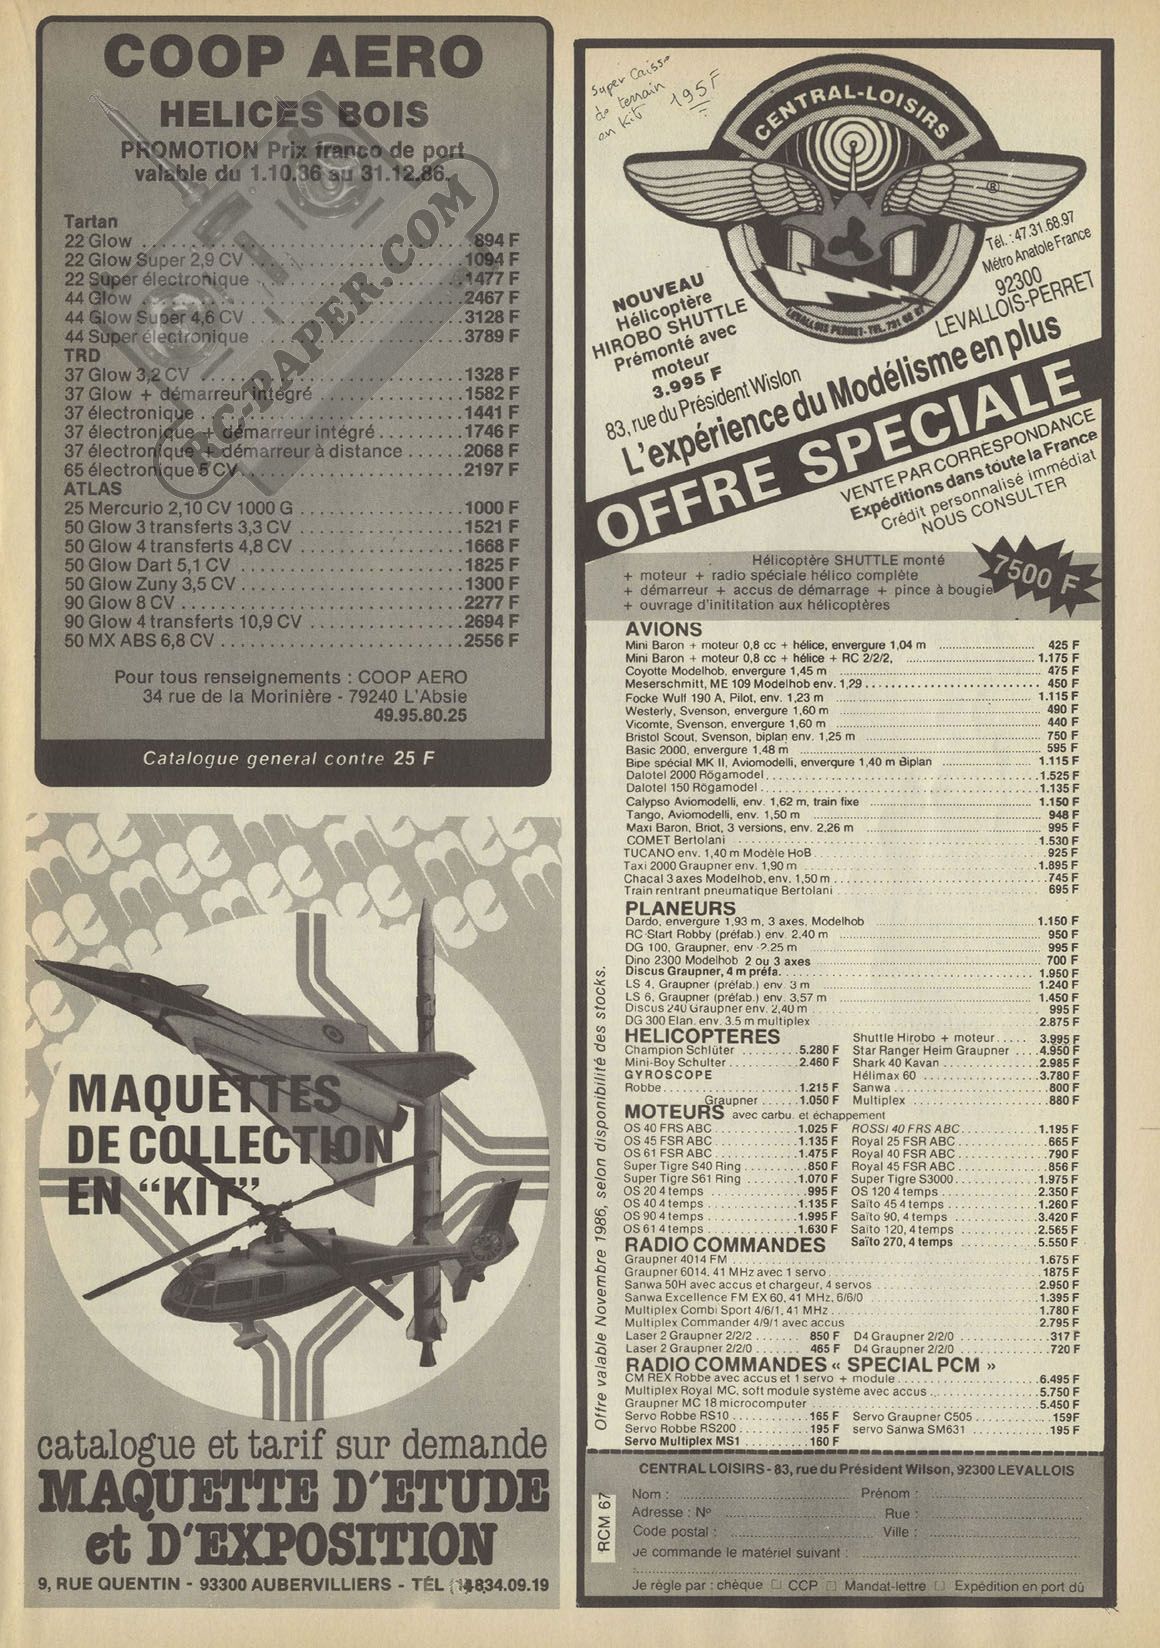 COOP AERO
HELICES BOIS
PROMOTION Prix franco de port
valable du 1.10.86 au 31.12.86.
Tartan
22 Glow 894 F
22 Glow Super 2,9 CV 1094 F
22 Super électronique 1477 F
44 Glow 2467 F
44 Glow Super 4,6 CV 3128 F
44 Super électronique 3789 F
TRD
37 Glow 3,2 CV 1328 F
37 Glow + démarreur intégré 1582 F
37 électronique 1441 F
37 électronique + démarreur intégré 1746 F
37 électronique + démarreur à distance 2068 F
65 électronique 5 CV 2197 F
ATLAS
25 Mercurio 2,10 CV 1000 G 1000 F
50 Glow 3 transferts 3,3 CV 1521 F
50 Glow 4 transferts 4,8 CV 1668 F
50 Glow Dart 5,1 CV 1825 F
50 Glow Zuny 3,5 CV 1300 F
90 Glow 8 CV 2277 F
90 Glow 4 transferts 10,9 CV 2694 F
50 MX ABS 6,8 CV 2556 F
Pour tous renseignements : COOP AERO
34 rue de la Morinière - 79240 L'Absie
49.95.80.25
Catalogue general contre 25 F
RC-PAPER.COM
mee mee mee
MAQUETTES
DE COLLECTION
EN "KIT"
catalogue et tarif sur demande
MAQUETTE D'ETUDE
et D'EXPOSITION
9, RUE QUENTIN - 93300 AUBERVILLIERS - TÉL 834.09.19
Super Caisse
de terrain
en Kit
195 F
CENTRAL-LOISIRS
®
LEVALLOIS PERRET - TEL.
Tél. : 47.31.68.97
Métro Anatole France
92300
LEVALLOIS-PERRET
NOUVEAU
Hélicoptère
HIROBO SHUTTLE
Prémonté avec
moteur
3.995 F
83, rue du Président Wislon
L'expérience du Modélisme en plus
OFFRE SPECIALE
VENTE PAR CORRESPONDANCE
Expéditions dans toute la France
Crédit personnalisé immédiat
NOUS CONSULTER
Hélicoptère SHUTTLE monté
+ moteur + radio spéciale hélico complète
+ démarreur + accus de démarrage + pince à bougie
+ ouvrage d'inititation aux hélicoptères
7500 F
AVIONS
Mini Baron + moteur 0,8 cc + hélice, envergure 1,04 m 425 F
Mini Baron + moteur 0,8 cc + hélice + RC 2/2/2, 1.175 F
Coyotte Modelhob, envergure 1,45 m 475 F
Meserschmitt, ME 109 Modelhob env. 1,29 450 F
Focke Wulf 190 A, Pilot, env. 1,23 m 1.115 F
Westerly, Svenson, envergure 1,60 m 490 F
Vicomte, Svenson, envergure 1,60 m 440 F
Bristol Scout, Svenson, biplan env. 1,25 m 750 F
Basic 2000, envergure 1,48 m 595 F
Bipe spécial MK II, Aviomodelli, envergure 1,40 m Biplan 1.115 F
Dalotel 2000 Rögamodel 1.525 F
Dalotel 150 Rögamodel 1.135 F
Calypso Aviomodelli, env. 1,62 m, train fixe 1.150 F
Tango, Aviomodelli, env. 1,50 m 948 F
Maxi Baron, Briot, 3 versions, env. 2,26 m 995 F
COMET Bertolani 1.530 F
TUCANO env. 1,40 m Modèle HoB 925 F
Taxi 2000 Graupner env. 1,90 m 1.895 F
Chacal 3 axes Modelhob, env. 1,50 m 745 F
Train rentrant pneumatique Bertolani 695 F
PLANEURS
Dardo, envergure 1,93 m, 3 axes, Modelhob 1.150 F
RC Start Robby (préfab.) env. 2,40 m 950 F
DG 100, Graupner, env 2.25 m 995 F
Dino 2300 Modelhob 2 ou 3 axes 700 F
Discus Graupner, 4 m préfa. 1.950 F
LS 4, Graupner (préfab.) env. 3 m 1.240 F
LS 6, Graupner (préfab.) env. 3,57 m 1.450 F
Discus 240 Graupner env. 2,40 m 995 F
DG 300 Elan. env. 3.5 m multiplex 2.875 F
HELICOPTERES
Shuttle Hirobo + moteur 3.995 F
Champion Schlüter 5.280 F Star Ranger Heim Graupner 4.950 F
Mini-Boy Schulter 2.460 F Shark 40 Kavan 2.985 F
GYROSCOPE Hélimax 60 3.780 F
Robbe 1.215 F Sanwa 800 F
Graupner 1.050 F Multiplex 880 F
MOTEURS avec carbu. et échappement
OS 40 FRS ABC 1.025 F ROSSI 40 FRS ABC 1.195 F
OS 45 FSR ABC 1.135 F Royal 25 FSR ABC 665 F
OS 61 FSR ABC 1.475 F Royal 40 FSR ABC 790 F
Super Tigre S40 Ring 850 F Royal 45 FSR ABC 856 F
Super Tigre S61 Ring 1.070 F Super Tigre S3000 1.975 F
OS 20 4 temps 995 F OS 120 4 temps 2.350 F
OS 40 4 temps 1.135 F Saïto 45 4 temps 1.260 F
OS 90 4 temps 1.995 F Saïto 90, 4 temps 3.420 F
OS 61 4 temps 1.630 F Saïto 120, 4 temps 2.565 F
Saïto 270, 4 temps 5.550 F
RADIO COMMANDES
Graupner 4014 FM 1.675 F
Graupner 6014, 41 MHz avec 1 servo 1875 F
Sanwa 50H avec accus et chargeur, 4 servos 2.950 F
Sanwa Excellence FM EX 60, 41 MHz, 6/6/0 1.395 F
Multiplex Combi Sport 4/6/1, 41 MHz 1.780 F
Multiplex Commander 4/9/1 avec accus 2.795 F
Laser 2 Graupner 2/2/2 850 F D4 Graupner 2/2/0 317 F
Laser 2 Graupner 2/2/0 465 F D4 Graupner 2/2/0 720 F
RADIO COMMANDES « SPECIAL PCM »
CM REX Robbe avec accus et 1 servo + module 6.495 F
Multiplex Royal MC, soft module système avec accus 5.750 F
Graupner MC 18 microcomputer 5.450 F
Servo Robbe RS10 165 F Servo Graupner C505 159F
Servo Robbe RS200 195 F servo Sanwa SM631 195 F
Servo Multiplex MS1 160 F
Offre valable Novembre 1986, selon disponibilité des stocks.
CENTRAL LOISIRS - 83, rue du Président Wilson, 92300 LEVALLOIS
Nom : Prénom :
Adresse : N° Rue :
Code postal : Ville :
Je commande le matériel suivant :
Je règle par : chèque □ CCP □ Mandat-lettre □ Expédition en port dû
RCM 67